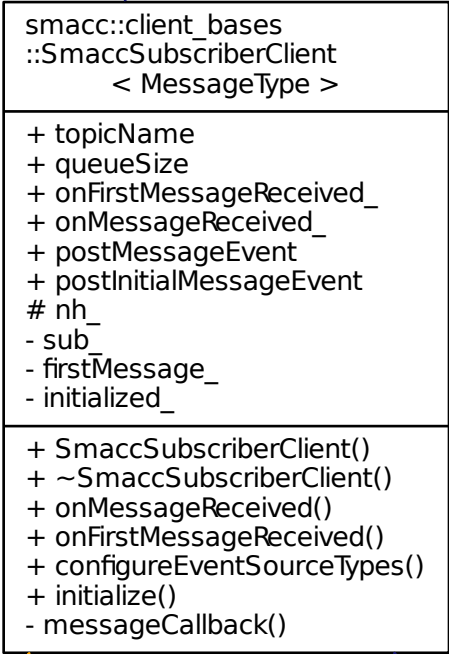 smacc::client_bases
::SmaccSubscriberClient
< MessageType >
+ topicName
+ queueSize
+ onFirstMessageReceived_
+ onMessageReceived_
+ postMessageEvent
+ postInitialMessageEvent
# nh_
- sub_
- firstMessage_
- initialized_
+ SmaccSubscriberClient()
+ ~SmaccSubscriberClient()
+ onMessageReceived()
+ onFirstMessageReceived()
+ configureEventSourceTypes()
+ initialize()
- messageCallback()